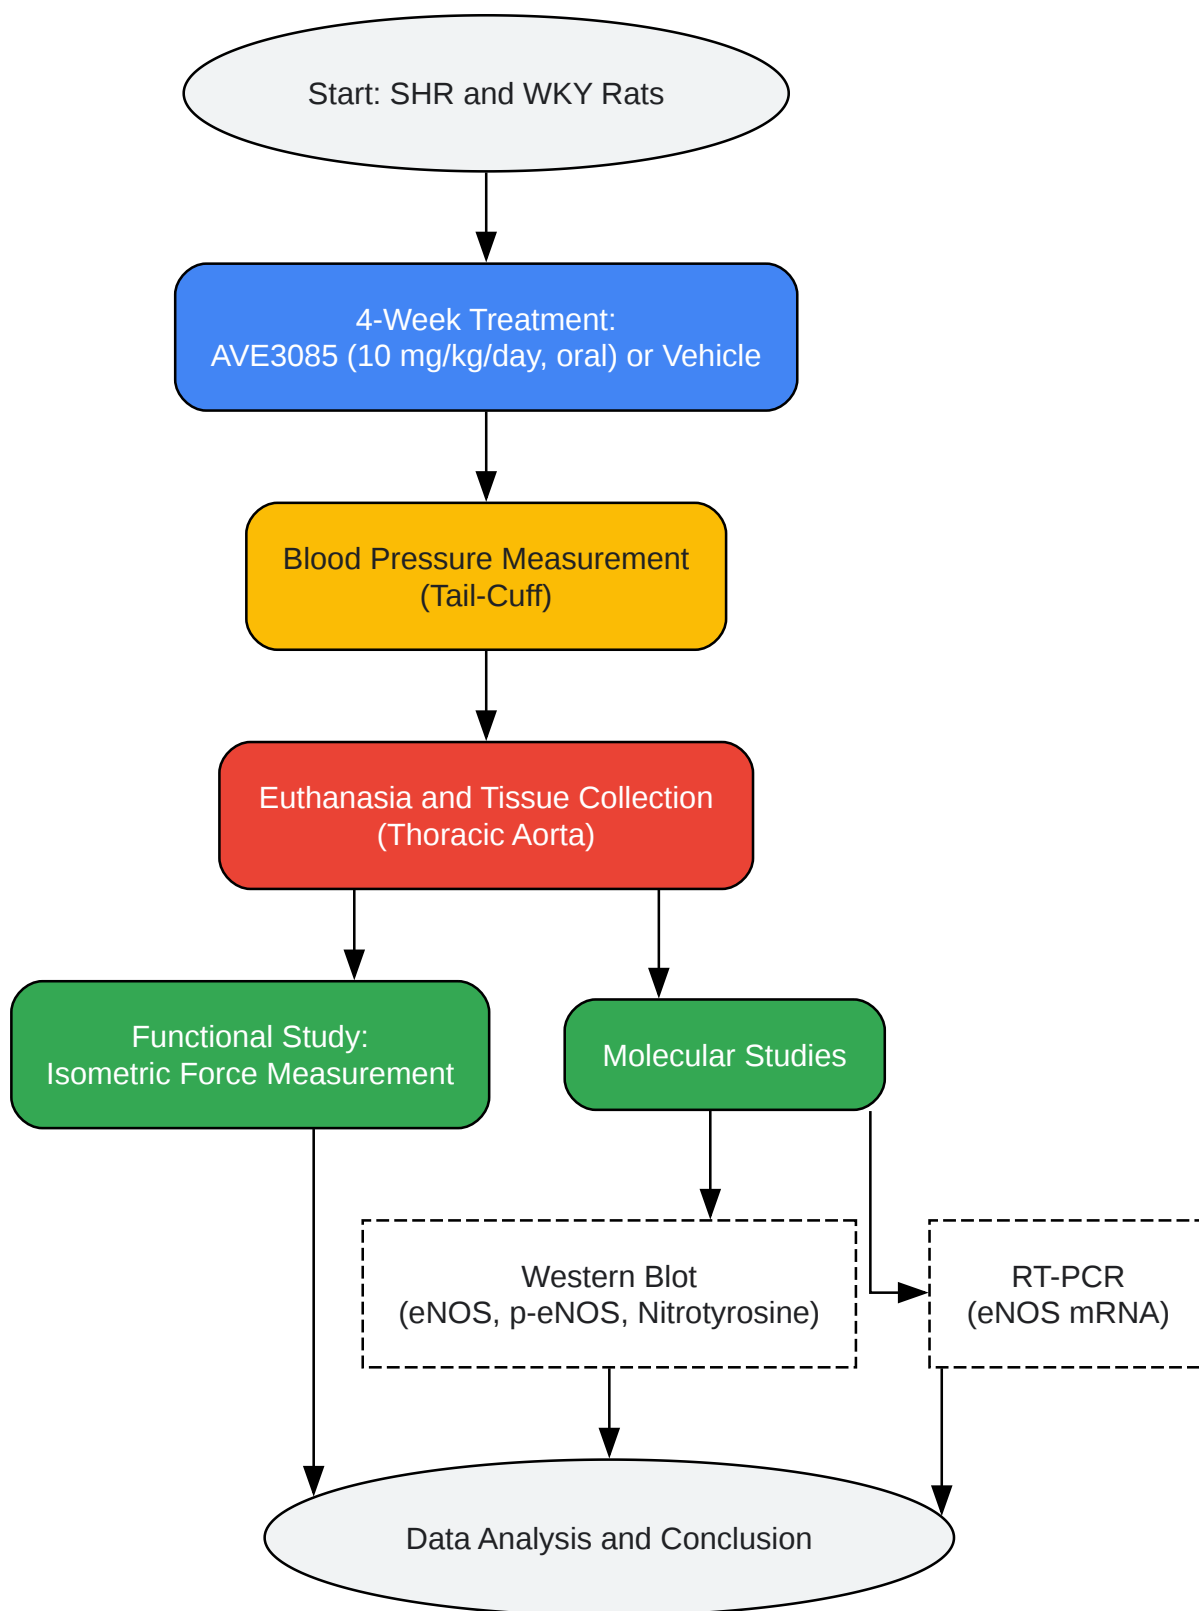 Start: SHR and WKY Rats
4-Week Treatment:
AVE3085 (10 mg/kg/day, oral) or Vehicle
Blood Pressure Measurement
(Tail-Cuff)
Euthanasia and Tissue Collection
(Thoracic Aorta)
Functional Study:
Isometric Force Measurement
Molecular Studies
Western Blot
(eNOS, p-eNOS, Nitrotyrosine)
RT-PCR
(eNOS mRNA)
Data Analysis and Conclusion